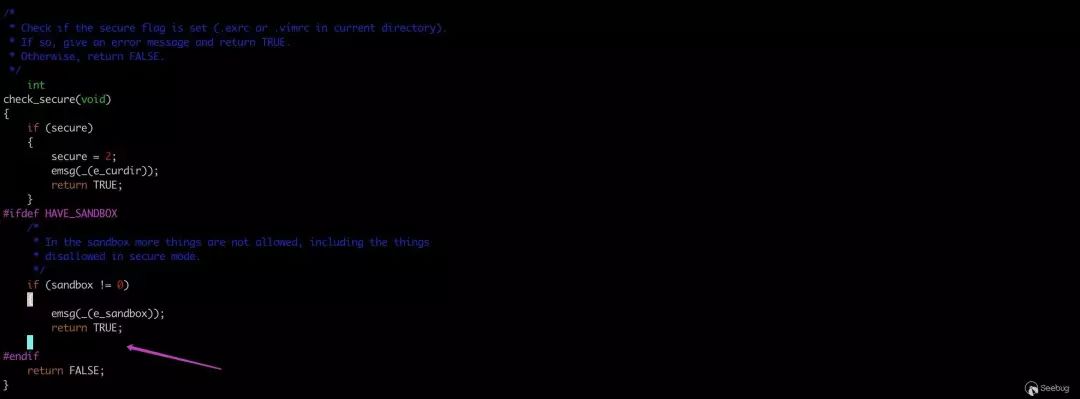 /*
 * Check if the secure flag is set (.exrc or .vimrc in current directory).
 * If so, give an error message and return TRUE.
 * Otherwise, return FALSE.
 */
    int
check_secure(void)
{
    if (secure)
    {
        secure = 2;
        emsg(_(e_curdir));
        return TRUE;
    }
#ifdef HAVE_SANDBOX
    /*
     * In the sandbox more things are not allowed, including the things
     * disallowed in secure mode.
     */
    if (sandbox != 0)
    {
        emsg(_(e_sandbox));
        return TRUE;
    }
#endif
    return FALSE;
}
Seebug